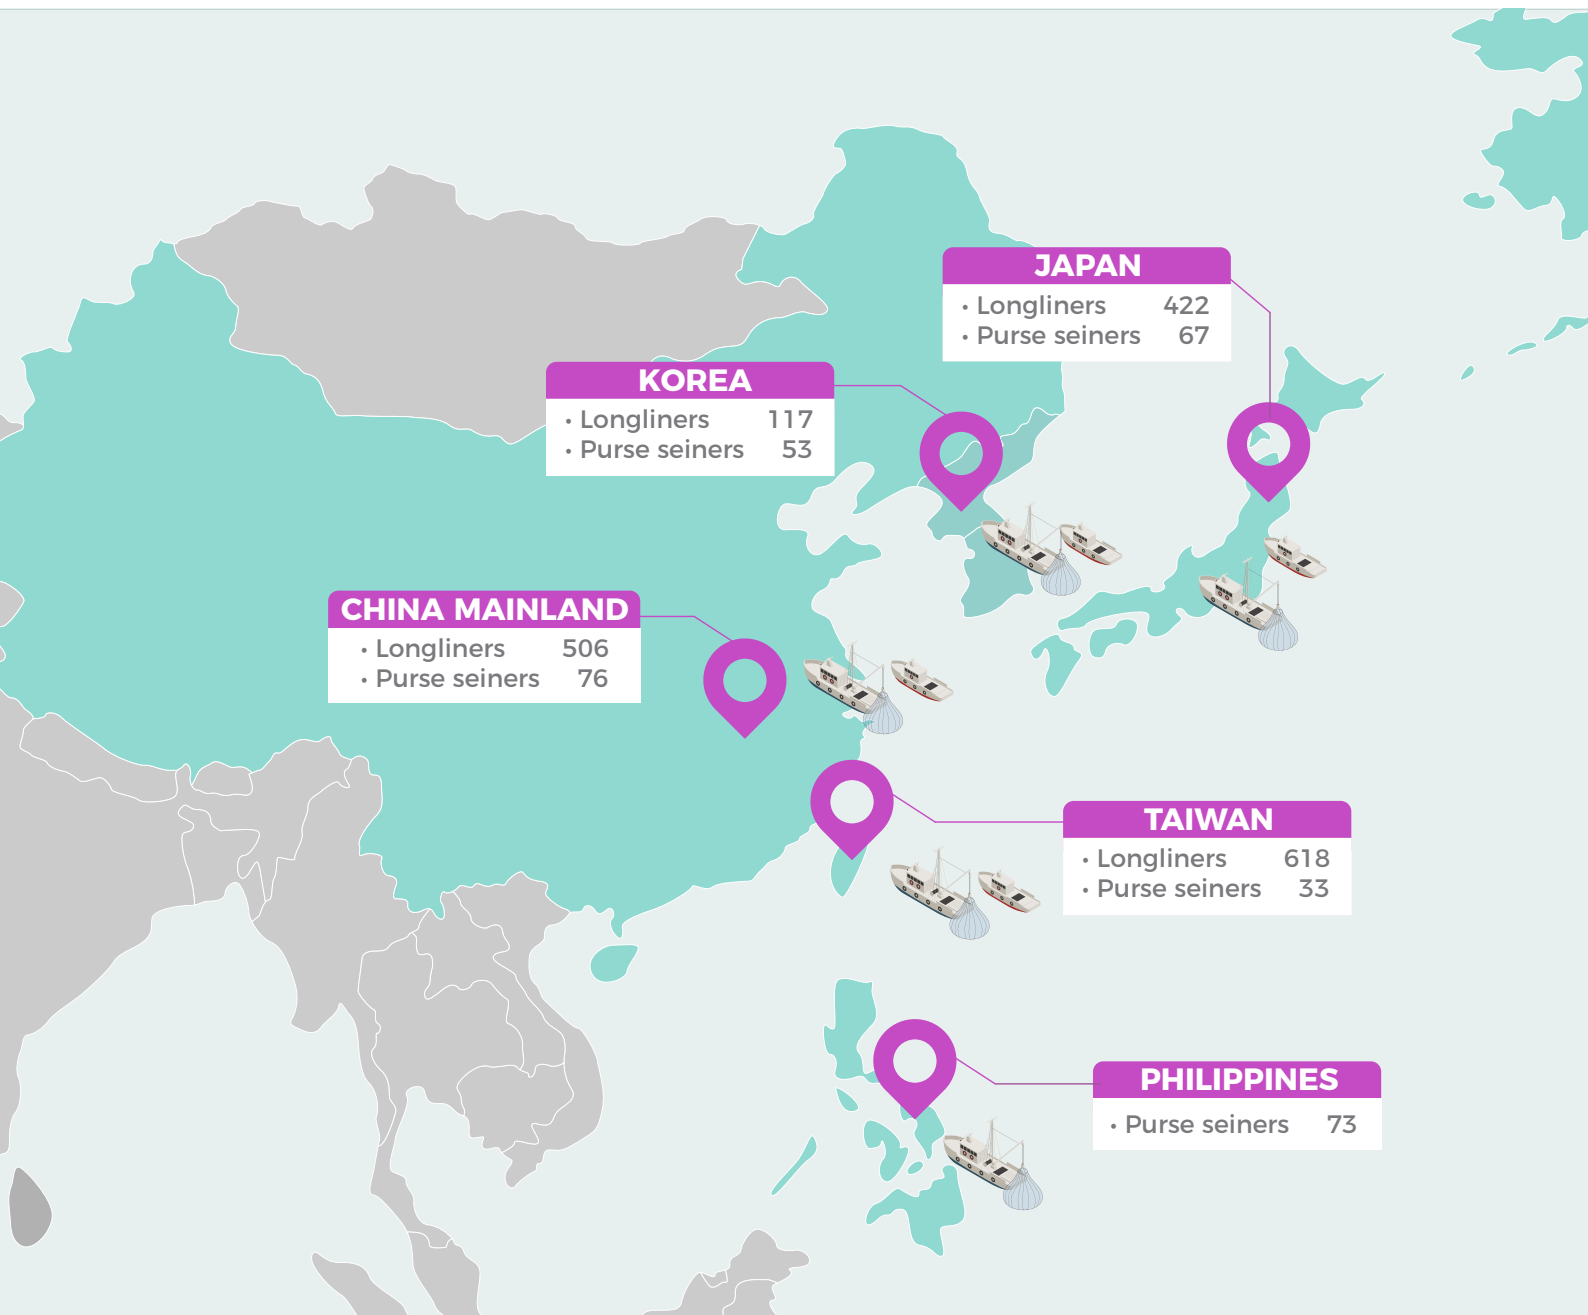 JAPAN
• Longliners 422
• Purse seiners 67
KOREA
• Longliners 117
• Purse seiners 53
CHINA MAINLAND
• Longliners 506
• Purse seiners 76
TAIWAN
• Longliners 618
• Purse seiners 33
PHILIPPINES
• Purse seiners 73